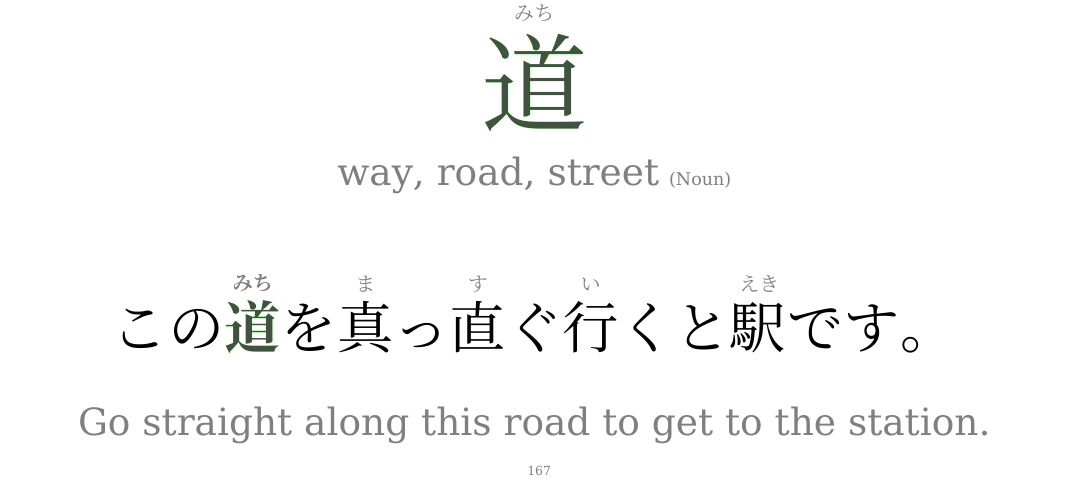 みち
道
way, road, street (Noun)
みち ま す い えき
この道を真っ直ぐ行くと駅です。
Go straight along this road to get to the station.
167